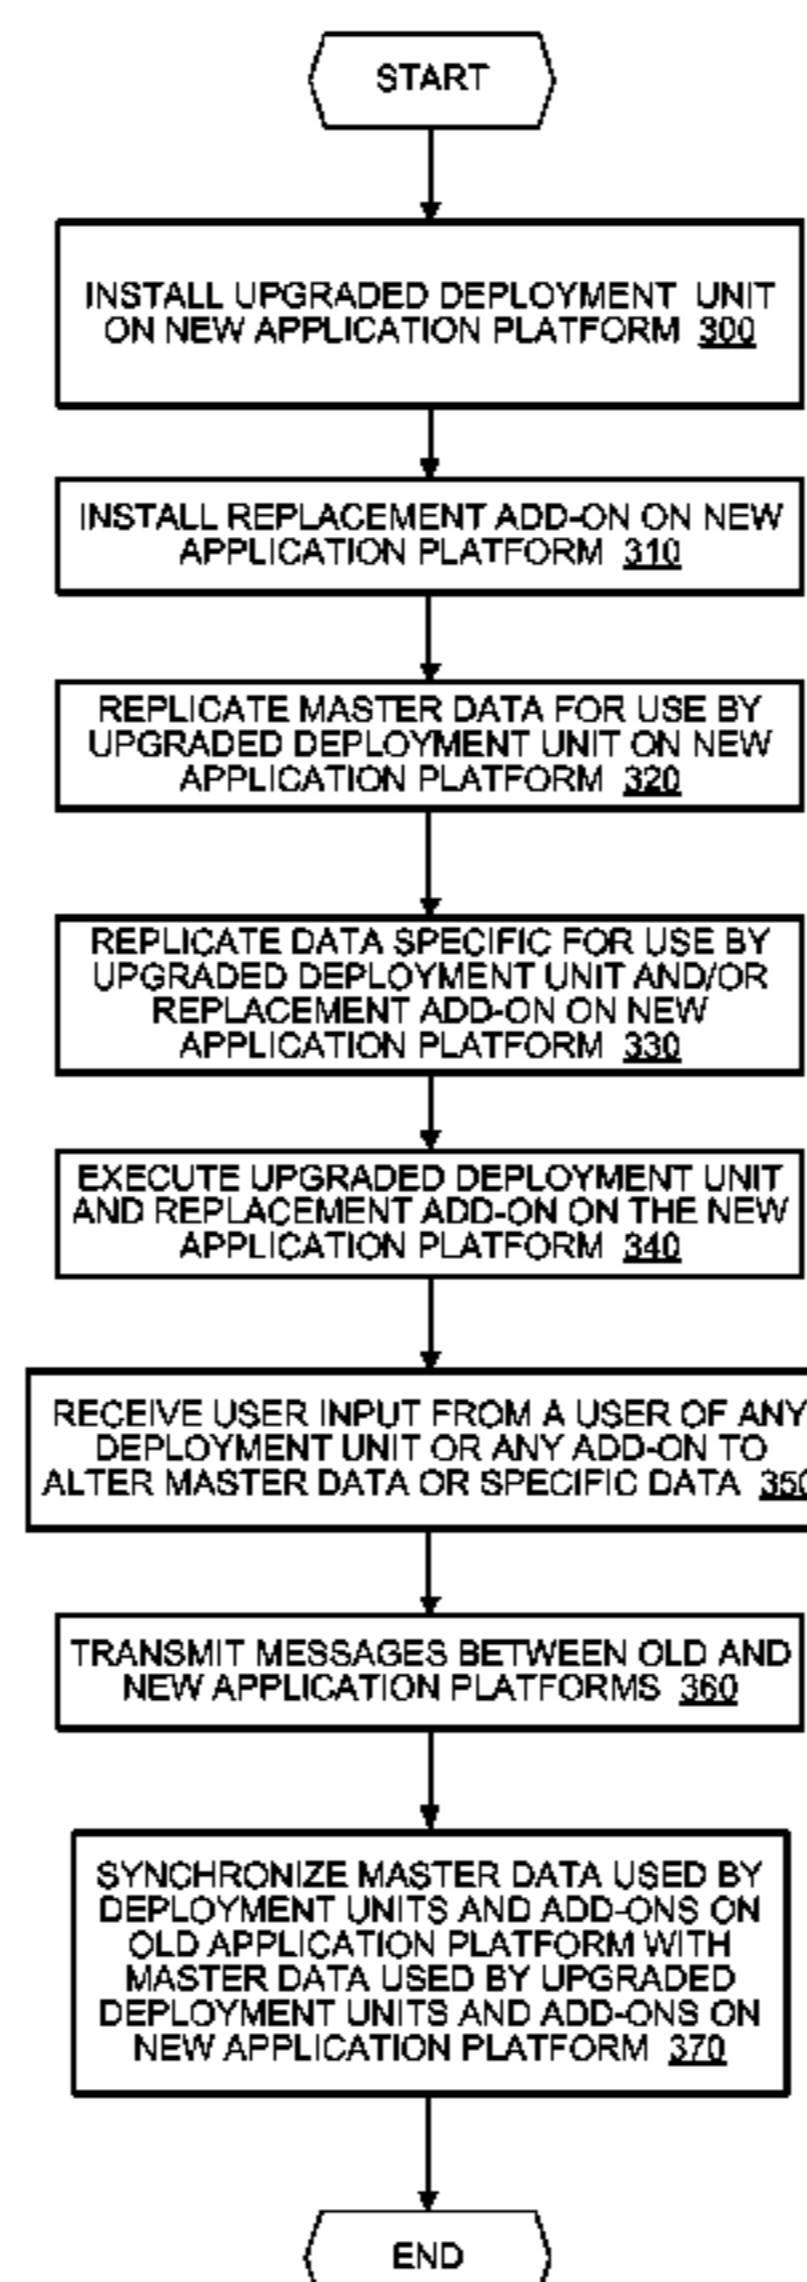 START
INSTALL UPGRADED DEPLOYMENT UNIT
ON NEW APPLICATION PLATFORM 300
INSTALL REPLACEMENT ADD-ON ON NEW
APPLICATION PLATFORM 310
REPLICATE MASTER DATA FOR USE BY
UPGRADED DEPLOYMENT UNIT ON NEW
APPLICATION PLATFORM 320
REPLICATE DATA SPECIFIC FOR USE BY
UPGRADED DEPLOYMENT UNIT AND/OR
REPLACEMENT ADD-ON ON NEW
APPLICATION PLATFORM 330
EXECUTE UPGRADED DEPLOYMENT UNIT
AND REPLACEMENT ADD-ON ON THE NEW
APPLICATION PLATFORM 340
RECEIVE USER INPUT FROM A USER OF ANY
DEPLOYMENT UNIT OR ANY ADD-ON TO
ALTER MASTER DATA OR SPECIFIC DATA 350
TRANSMIT MESSAGES BETWEEN OLD AND
NEW APPLICATION PLATFORMS 360
SYNCHRONIZE MASTER DATA USED BY
DEPLOYMENT UNITS AND ADD-ONS ON
OLD APPLICATION PLATFORM WITH
MASTER DATA USED BY UPGRADED
DEPLOYMENT UNITS AND ADD-ONS ON
NEW APPLICATION PLATFORM 370
END